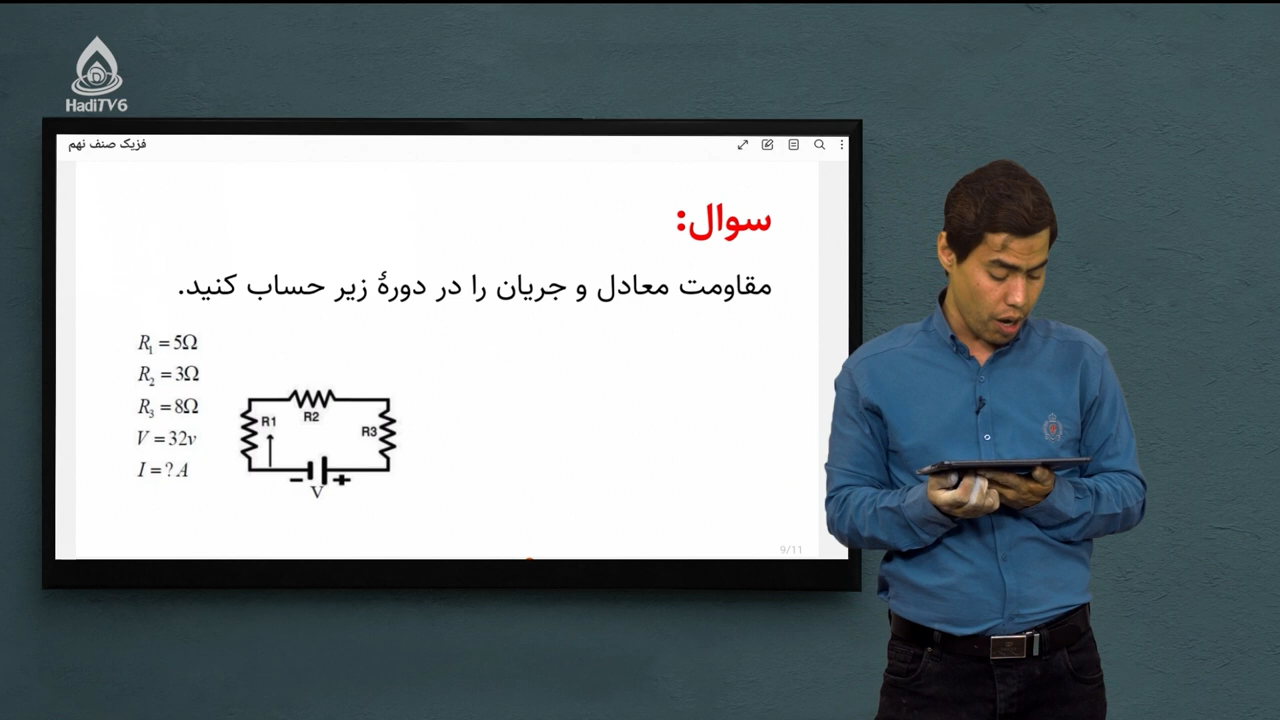 HadiTV6
فزیک صنف نهم
سوال:
مقاومت معادل و جریان را در دورهٔ زیر حساب کنید.
R₁ = 5Ω
R₂ = 3Ω
R₃ = 8Ω
V = 32v
I = ? A
R1
R2
R3
− +
V
9/11